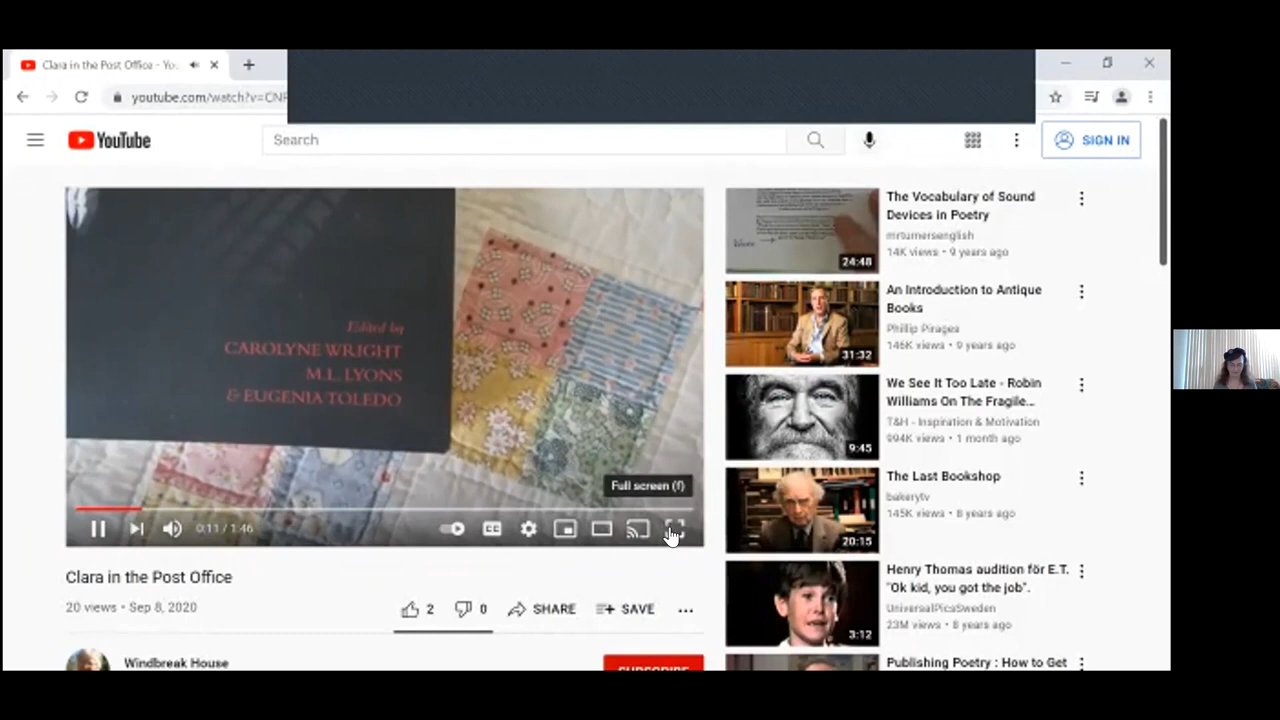 Clara in the Post Office - Yo
youtube.com/watch?v=CNF
YouTube
Search
SIGN IN
Edited by
CAROLYNE WRIGHT
M.L. LYONS
& EUGENIA TOLEDO
Full screen (f)
0:11 / 1:46
CC
Clara in the Post Office
20 views • Sep 8, 2020
2
0
SHARE
SAVE
Windbreak House
SUBSCRIBE
The Vocabulary of Sound
Devices in Poetry
mrturnersenglish
14K views • 9 years ago
24:48
An Introduction to Antique
Books
Phillip Pirages
146K views • 9 years ago
31:32
We See It Too Late - Robin
Williams On The Fragile...
T&H - Inspiration & Motivation
994K views • 1 month ago
9:45
The Last Bookshop
bakerytv
145K views • 8 years ago
20:15
Henry Thomas audition för E.T.
"Ok kid, you got the job".
UniversalPicsSweden
23M views • 8 years ago
3:12
Publishing Poetry : How to Get